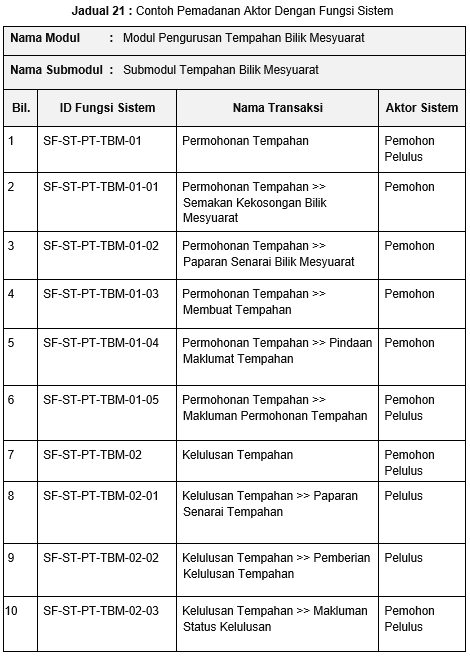 Jadual 21 : Contoh Pemadanan Aktor Dengan Fungsi Sistem
Nama Modul : Modul Pengurusan Tempahan Bilik Mesyuarat
Nama Submodul : Submodul Tempahan Bilik Mesyuarat
Bil. ID Fungsi Sistem Nama Transaksi Aktor Sistem
1 SF-ST-PT-TBM-01 Permohonan Tempahan Pemohon
Pelulus
2 SF-ST-PT-TBM-01-01 Permohonan Tempahan >> Pemohon
Semakan Kekosongan Bilik
Mesyuarat
3 SF-ST-PT-TBM-01-02 Permohonan Tempahan >> Pemohon
Paparan Senarai Bilik Mesyuarat
4 SF-ST-PT-TBM-01-03 Permohonan Tempahan >> Pemohon
Membuat Tempahan
5 SF-ST-PT-TBM-01-04 Permohonan Tempahan >> Pindaan Pemohon
Maklumat Tempahan
6 SF-ST-PT-TBM-01-05 Permohonan Tempahan >> Pemohon
Makluman Permohonan Tempahan Pelulus
7 SF-ST-PT-TBM-02 Kelulusan Tempahan Pemohon
Pelulus
8 SF-ST-PT-TBM-02-01 Kelulusan Tempahan >> Paparan Pelulus
Senarai Tempahan
9 SF-ST-PT-TBM-02-02 Kelulusan Tempahan >> Pemberian Pelulus
Kelulusan Tempahan
10 SF-ST-PT-TBM-02-03 Kelulusan Tempahan >> Makluman Pemohon
Status Kelulusan Pelulus